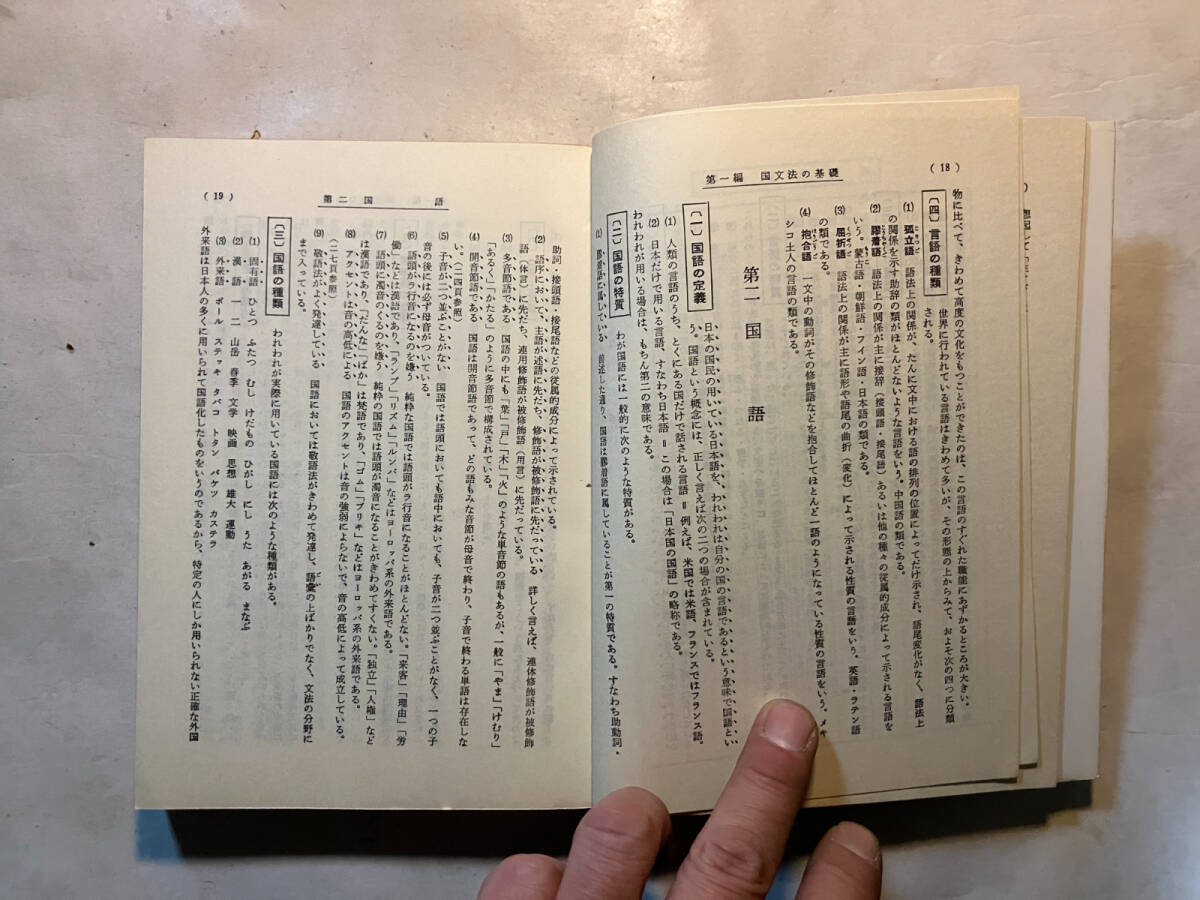 (18)
第一編　国文法の基礎
物に比べて、きわめて高度の文化をもつことができたのは、この言語のすぐれた職能にあずかるところが大きい。
〔四〕言語の種類　世界に行われている言語はきわめて多いが、その形態の上からみて、およそ次の四つに分類
される。
(1) 孤立語　語法上の関係が、たんに文中における語の排列の位置によってだけ示され、語尾変化がなく、語法上
の関係を示す助辞の類がほとんどないような言語をいう。中国語の類である。
(2) 膠着語　語法上の関係が主に接辞（接頭語・接尾語）あるいは他の種々の従属的成分によって示される言語を
いう。蒙古語・朝鮮語・フイン語・日本語の類である。
(3) 屈折語　語法上の関係が主に語形や語尾の曲折（変化）によって示される性質の言語をいう。英語・ラテン語
の類である。
(4) 抱合語　一文中の動詞がその修飾語などを抱合してほとんど一語のようになっている性質の言語をいう。メキ
シコ土人の言語の類である。
第二　国　語
〔一〕国語の定義　日本の国民の用いている日本語を、われわれは自分の国の言語であるという意味で国語とい
う。国語という概念には、正しく言えば次の二つの場合が含まれている。
(1) 人類の言語のうち、とくにある国だけで話される言語＝例えば、米国では米語、フランスではフランス語。
(2) 日本だけで用いる言語、すなわち日本語＝この場合は「日本国の国語」の略称である。
われわれが用いる場合は、もちろん第二の意味である。
〔二〕国語の特質　わが国語には一般的に次のような特質がある。
(1) 膠着語に属している　前述した通り、国語は膠着語に属していることが第一の特質である。すなわち助動詞・
(19)
第二　国　語
助詞・接頭語・接尾語などの従属的成分によって示されている。
(2) 語序において、主語が述語に先だち、修飾語が被修飾語に先だっている　詳しく言えば、連体修飾語が被修飾
語（体言）に先だち、連用修飾語が被修飾語（用言）に先だっている。
(3) 多音節語である　国語の中にも「葉」「戸」「木」「火」のような単音節の語もあるが、一般に「やま」「けむり」
「あるく」「かたる」のように多音節で構成されている。
(4) 開音節語である　国語は開音節語であって、どの語もみな音節が母音で終わり、子音で終わる単語は存在しな
い。（二四頁参照）
(5) 子音が二つ並ぶことがない　国語では語頭においても語中においても、子音が二つ並ぶことがなく、一つの子
音の後には必ず母音がついている。
(6) 語頭がラ行音になるのを嫌う　純粋な国語では語頭がラ行音になることがほとんどない。「来客」「理由」「労
働」などは漢語であり、「ランプ」「リズム」「ルンバ」などはヨーロッパ系の外来語である。
(7) 語頭に濁音のくるのを嫌う　純粋の国語では語頭が濁音になることがきわめてすくない。「独立」「人権」など
は漢語であり、「だんな」「ばか」は梵語であり、「ゴム」「ブリキ」などはヨーロッパ系の外来語である。
(8) アクセントは音の高低による　国語のアクセントは音の強弱によらないで、音の高低によって成立している。
（二七頁参照）
(9) 敬語法がよく発達している　国語においては敬語法がきわめて発達し、語彙の上ばかりでなく、文法の分野に
まで入っている。
〔三〕国語の種類　われわれが実際に用いている国語には次のような種類がある。
(1) 固有語　ひとつ　ふたつ　むし　けだもの　ひがし　にし　うた　あがる　まなぶ
(2) 漢　語　一　二　山岳　春季　文学　映画　思想　雄大　運動
(3) 外来語　ボール　ステッキ　タバコ　トタン　バケツ　カステラ
外来語は日本人の多くに用いられて国語化したものをいうのであるから、特定の人にしか用いられない正確な外国